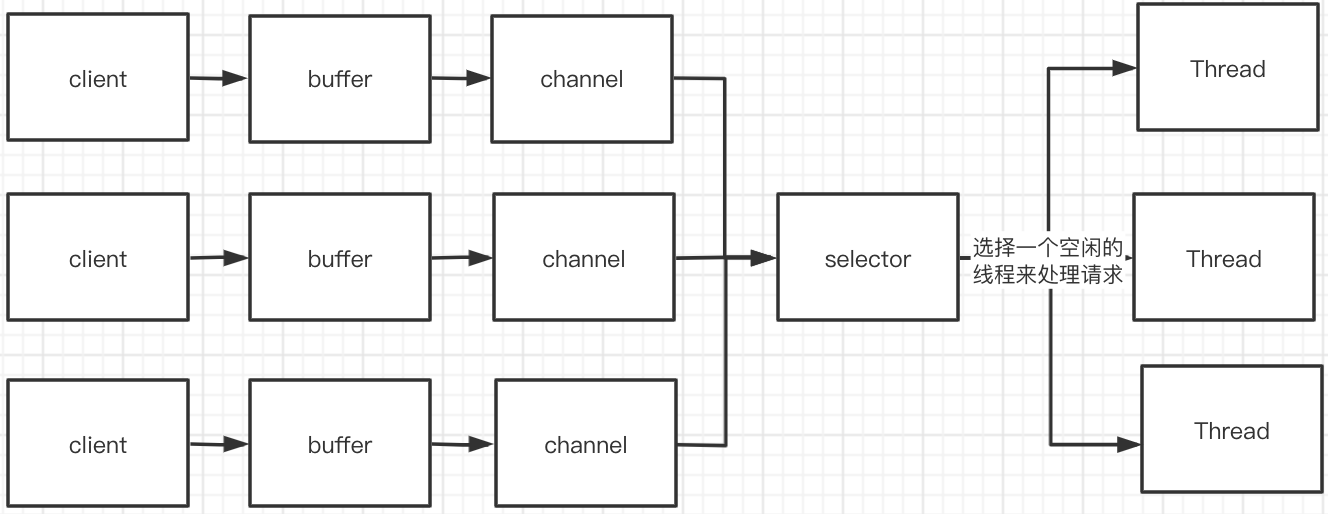 client
buffer
channel
Thread
client
buffer
channel
selector
选择一个空闲的
线程来处理请求
Thread
client
buffer
channel
Thread